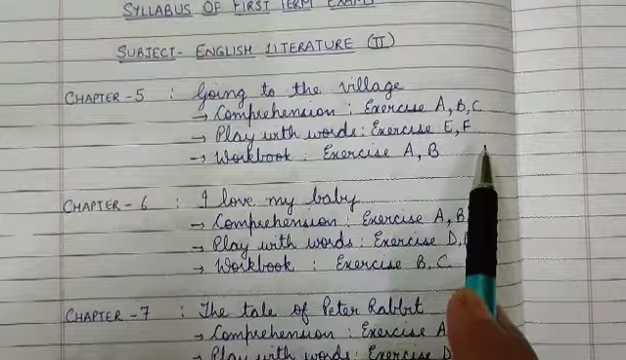 SYLLABUS OF FIRST TERM EXAMS
SUBJECT- ENGLISH LITERATURE (II)
CHAPTER-5 : Going to the village
→ Comprehension : Exercise A, B, C
→ Play with words: Exercise E, F
→ Workbook : Exercise A, B
CHAPTER-6 : I love my baby
→ Comprehension : Exercise A, B
→ Play with words: Exercise D,
→ Workbook : Exercise B, C
CHAPTER-7 : The tale of Peter Rabbit
→ Comprehension : Exercise A
→ Play with words: Exercise D